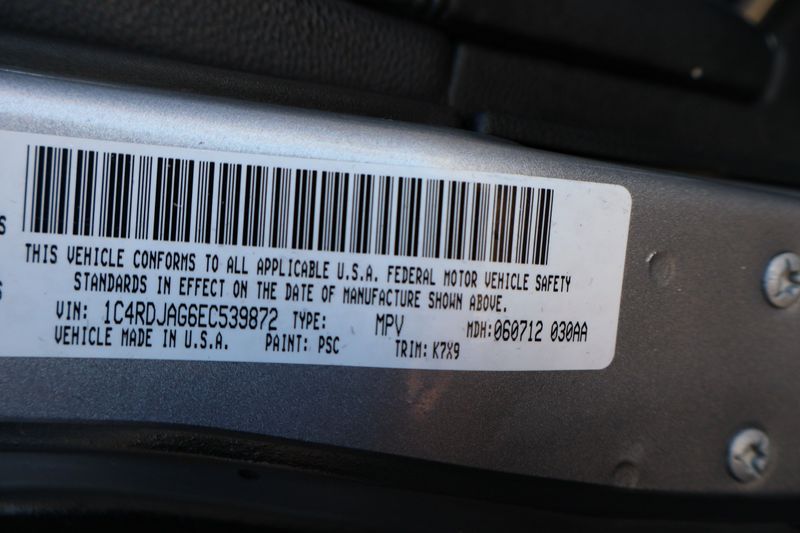 THIS VEHICLE CONFORMS TO ALL APPLICABLE U.S.A. FEDERAL MOTOR VEHICLE SAFETY
STANDARDS IN EFFECT ON THE DATE OF MANUFACTURE SHOWN ABOVE.
VIN: 1C4RDJAG6EC539872 TYPE: MPV MDH:060712 030AA
VEHICLE MADE IN U.S.A. PAINT: PSC TRIM: K7X9